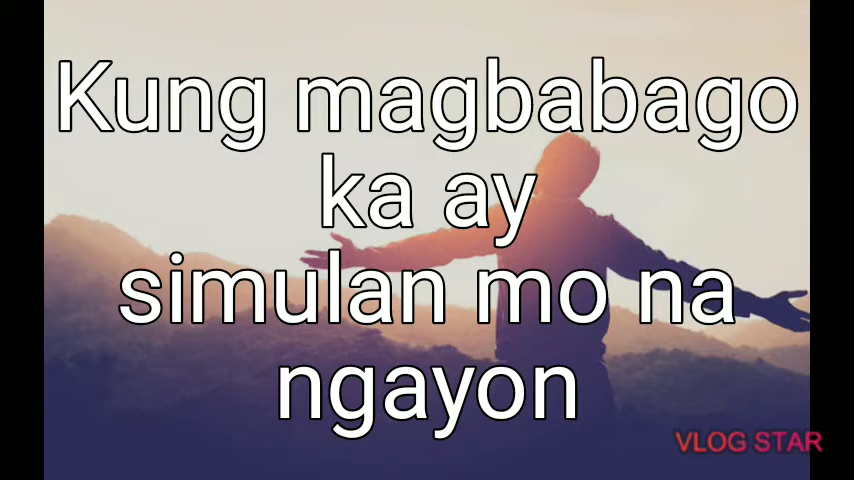 Kung magbabago
ka ay
simulan mo na
ngayon
VLOG STAR